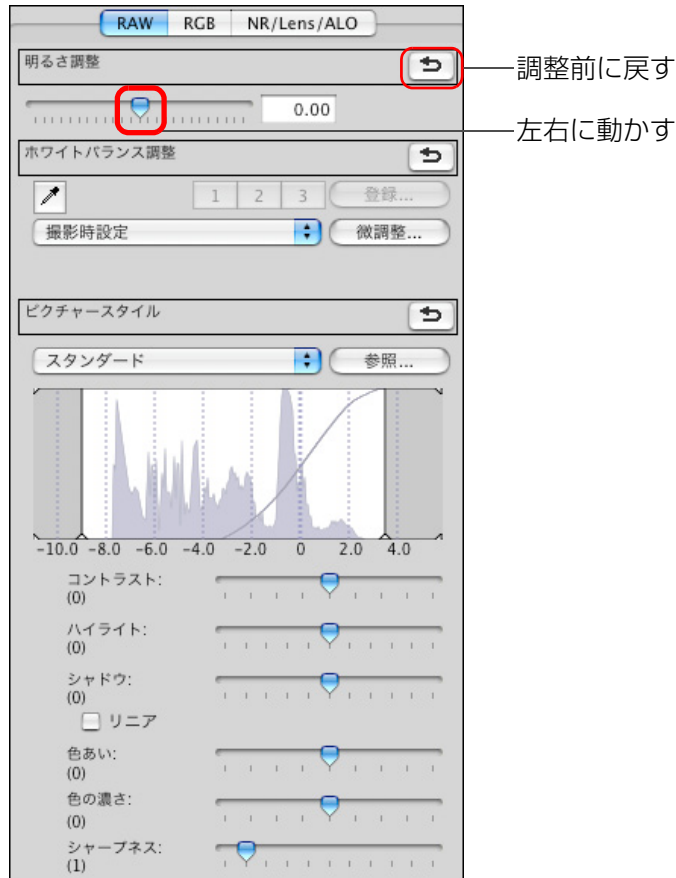 RAW RGB NR/Lens/ALO
明るさ調整
調整前に戻す
0.00
左右に動かす
ホワイトバランス調整
1 2 3 登録...
撮影時設定 微調整...
ピクチャースタイル
スタンダード 参照...
-10.0 -8.0 -6.0 -4.0 -2.0 0 2.0 4.0
コントラスト:
(0)
ハイライト:
(0)
シャドウ:
(0)
リニア
色あい:
(0)
色の濃さ:
(0)
シャープネス:
(1)